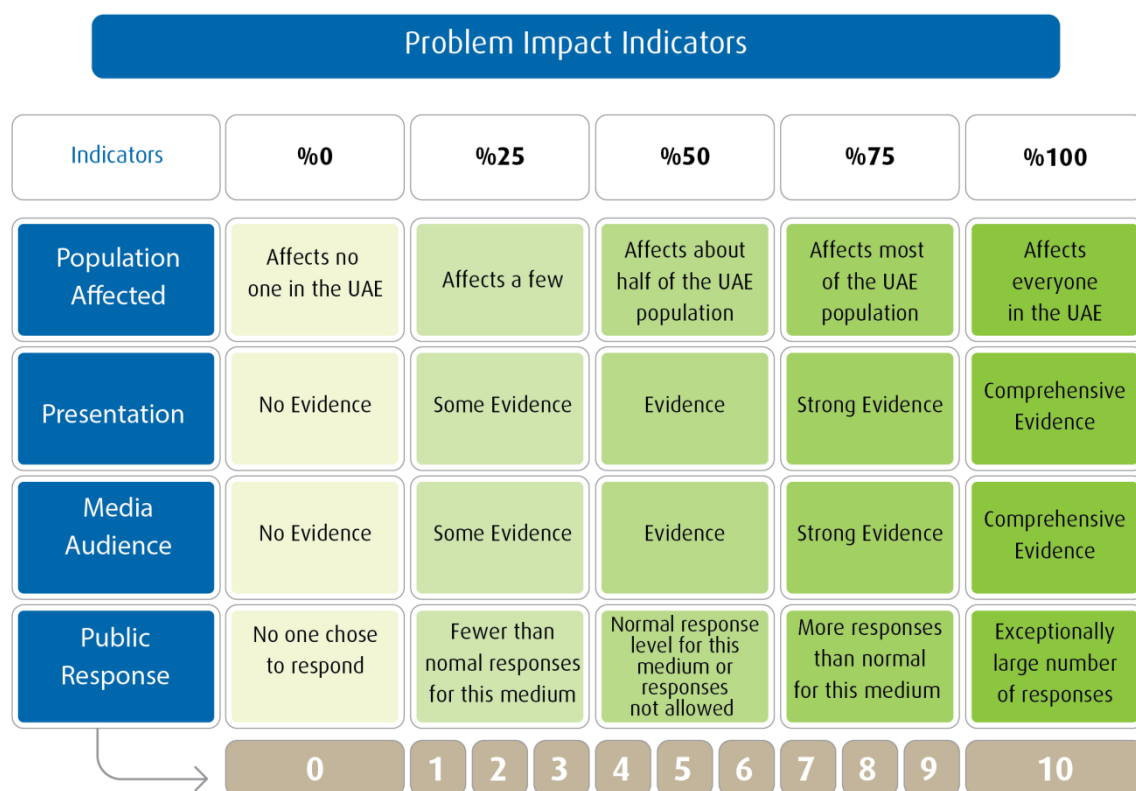 Problem Impact Indicators
Indicators
%0
%25
%50
%75
%100
Population
Affected
Affects no
one in the UAE
Affects a few
Affects about
half of the UAE
population
Affects most
of the UAE
population
Affects
everyone
in the UAE
Presentation
No Evidence
Some Evidence
Evidence
Strong Evidence
Comprehensive
Evidence
Media
Audience
No Evidence
Some Evidence
Evidence
Strong Evidence
Comprehensive
Evidence
Public
Response
No one chose
to respond
Fewer than
nomal responses
for this medium
Normal response
level for this
medium or
responses
not allowed
More responses
than normal
for this medium
Exceptionally
large number
of responses
0
1
2
3
4
5
6
7
8
9
10